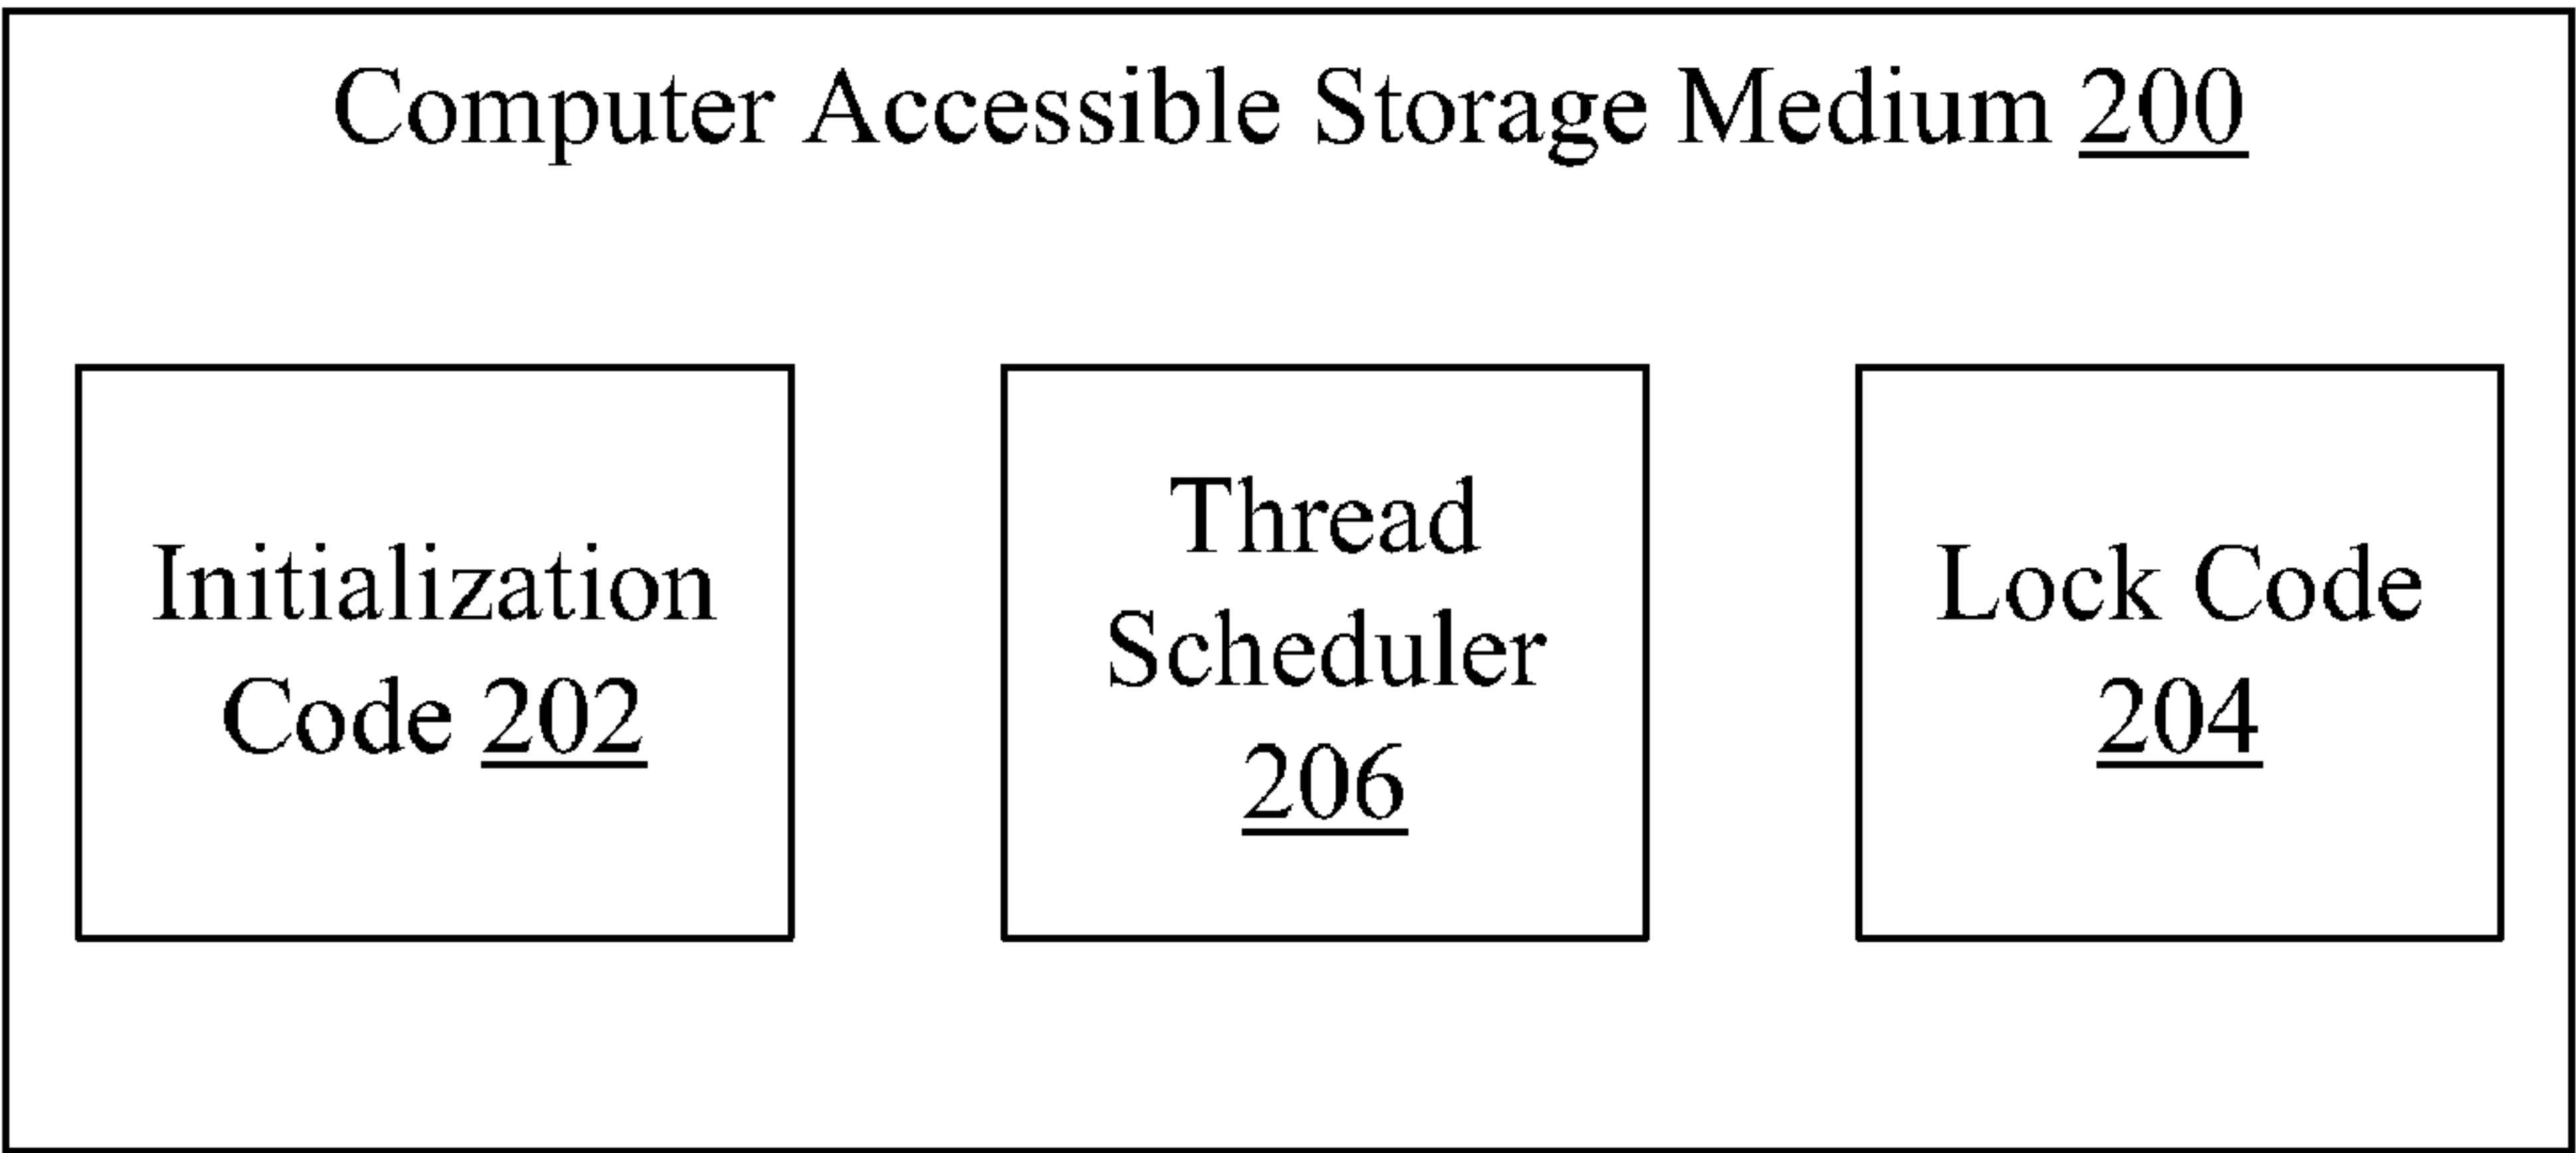 Computer Accessible Storage Medium 200
Initialization
Code 202
Thread
Scheduler
206
Lock Code
204